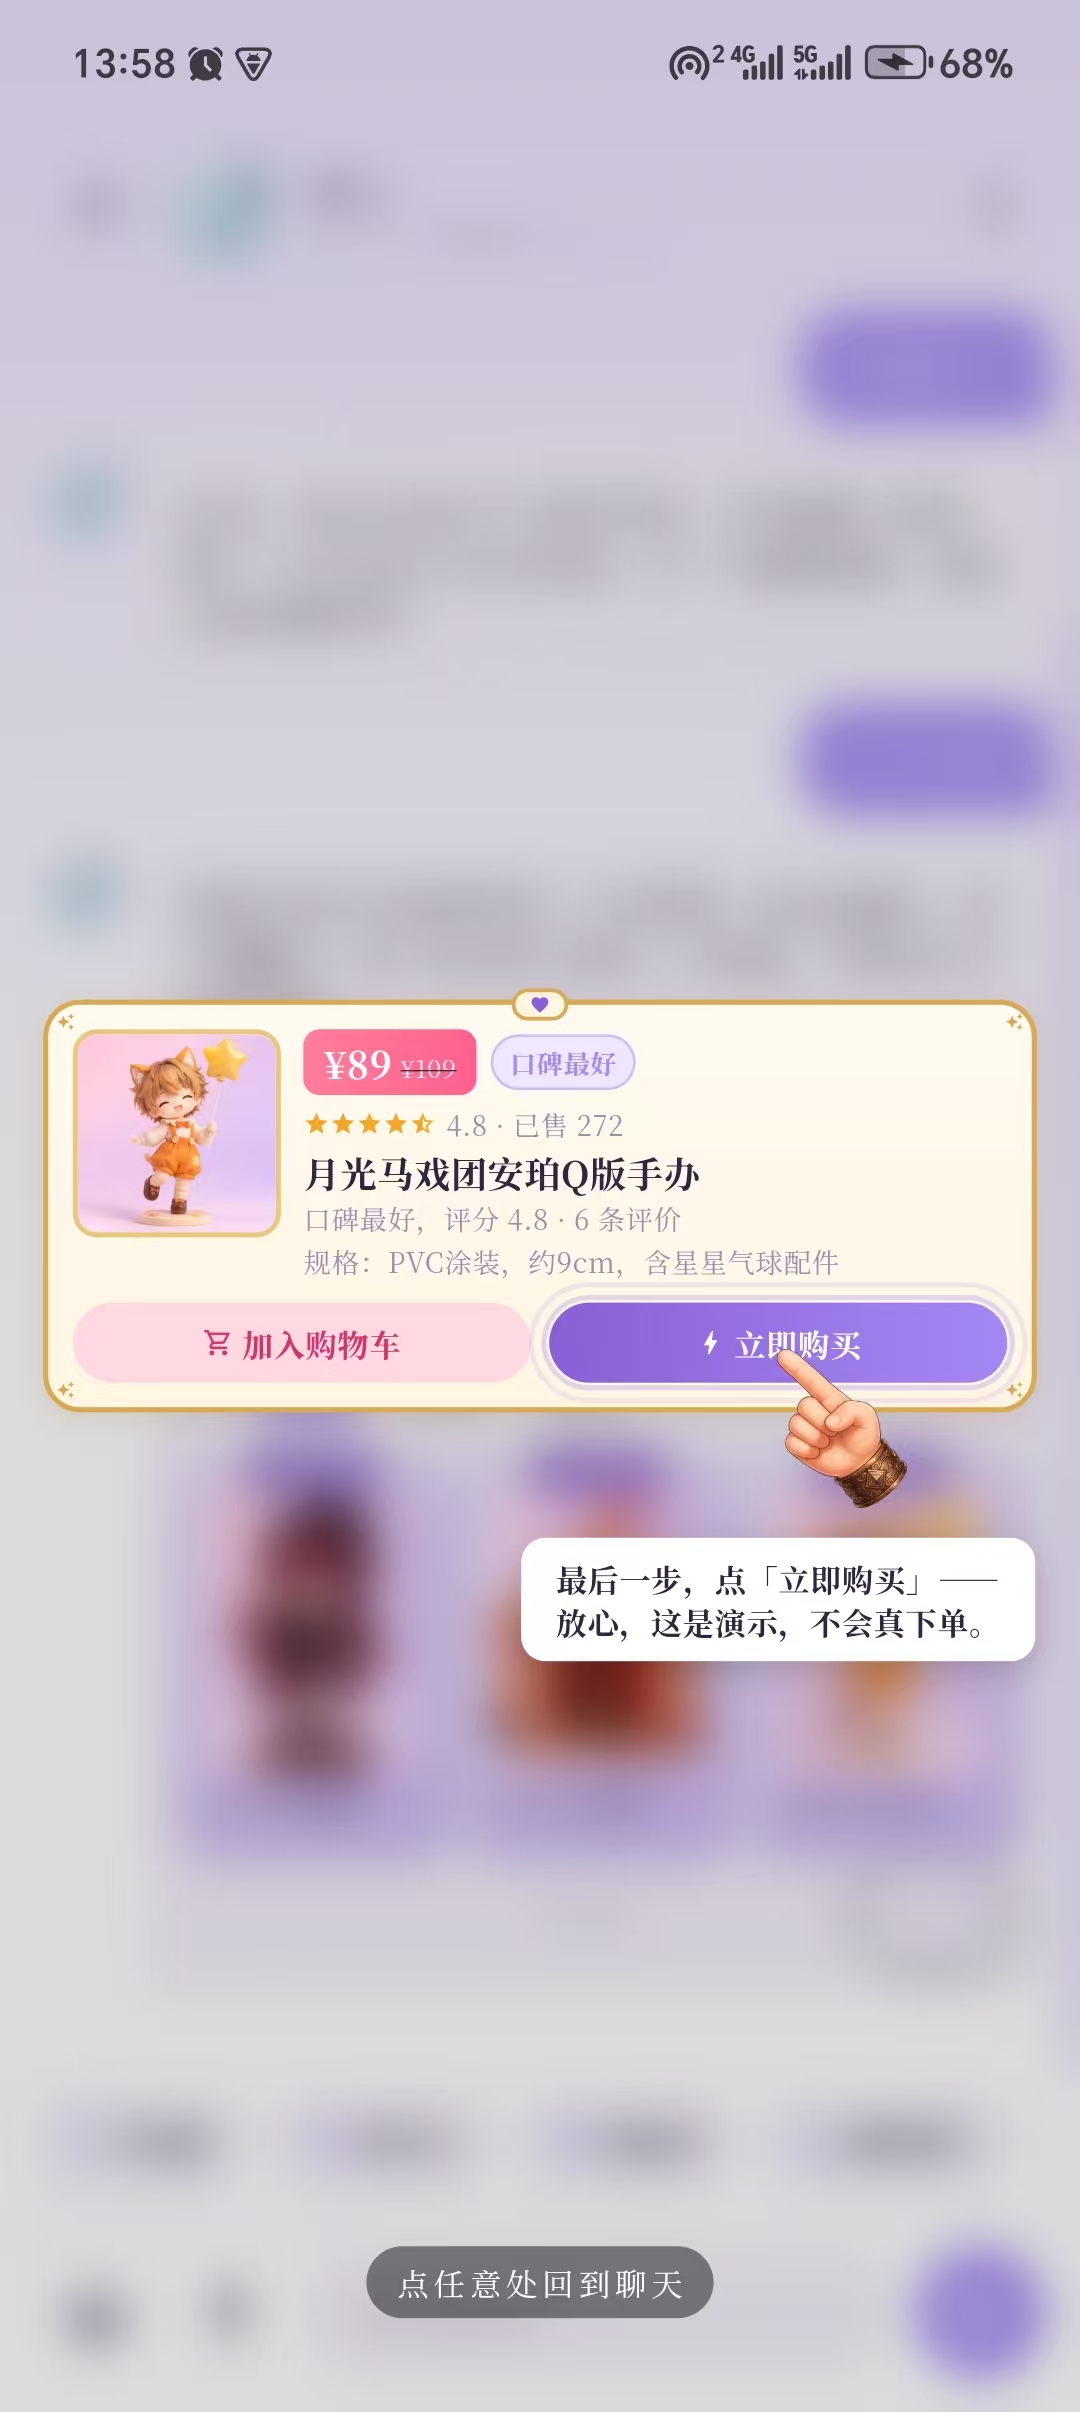 13:58
2 4G 5G 68%
¥89 ¥109 口碑最好
4.8 · 已售 272
月光马戏团安珀Q版手办
口碑最好，评分 4.8 · 6 条评价
规格：PVC涂装，约9cm，含星星气球配件
加入购物车
立即购买
最后一步，点「立即购买」——
放心，这是演示，不会真下单。
点任意处回到聊天